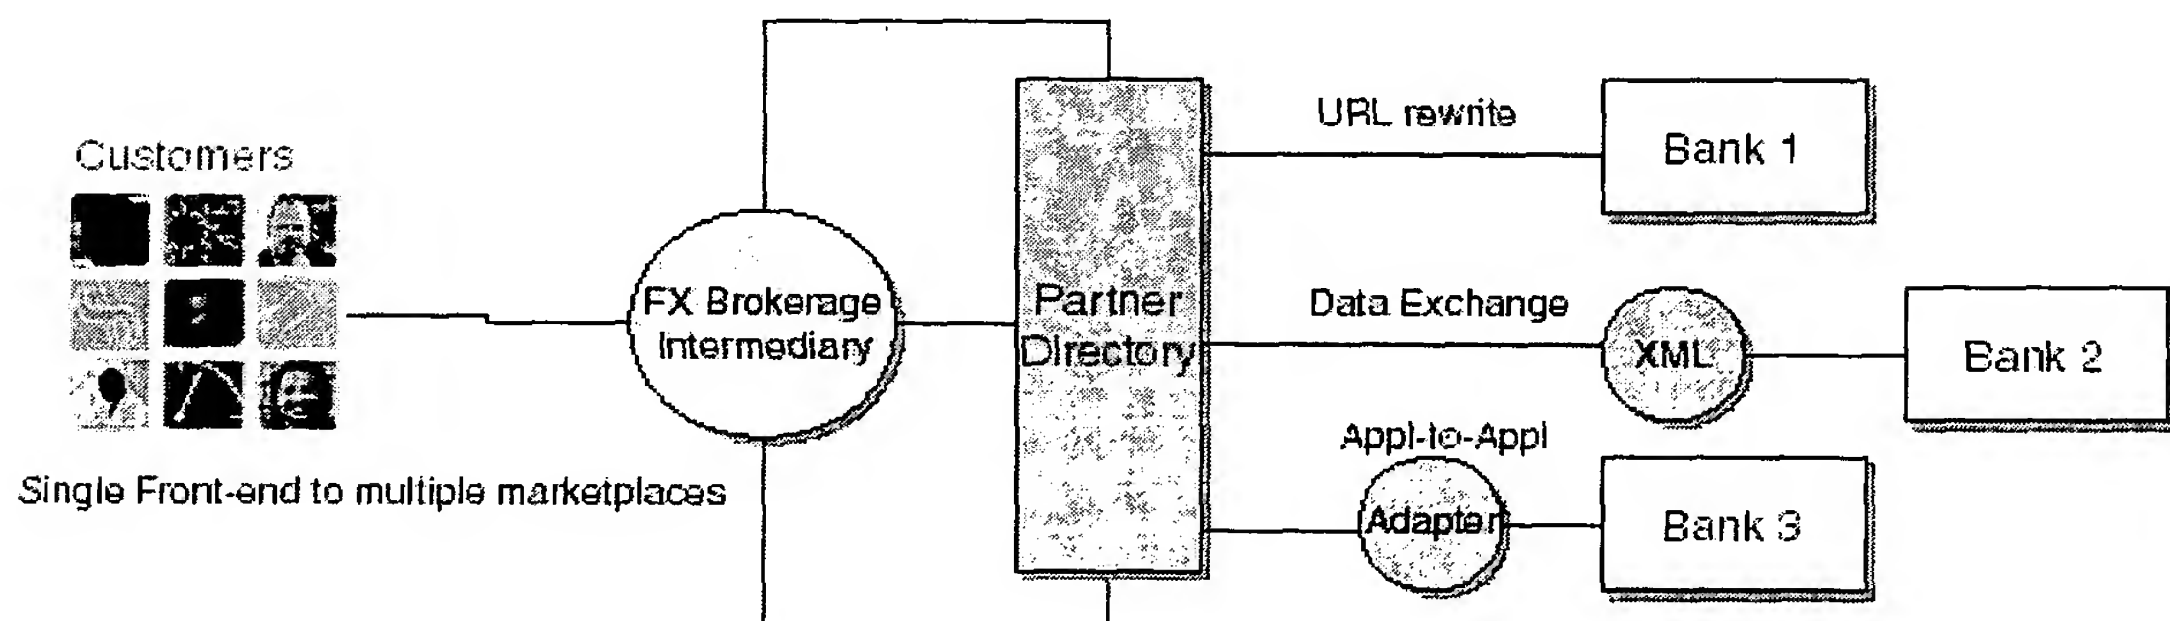 Customers
Single Front-end to multiple marketplaces
FX Brokerage
Intermediary
Partner
Directory
URL rewrite
Bank 1
Data Exchange
XML
Bank 2
Appl-to-Appl
Adapter
Bank 3